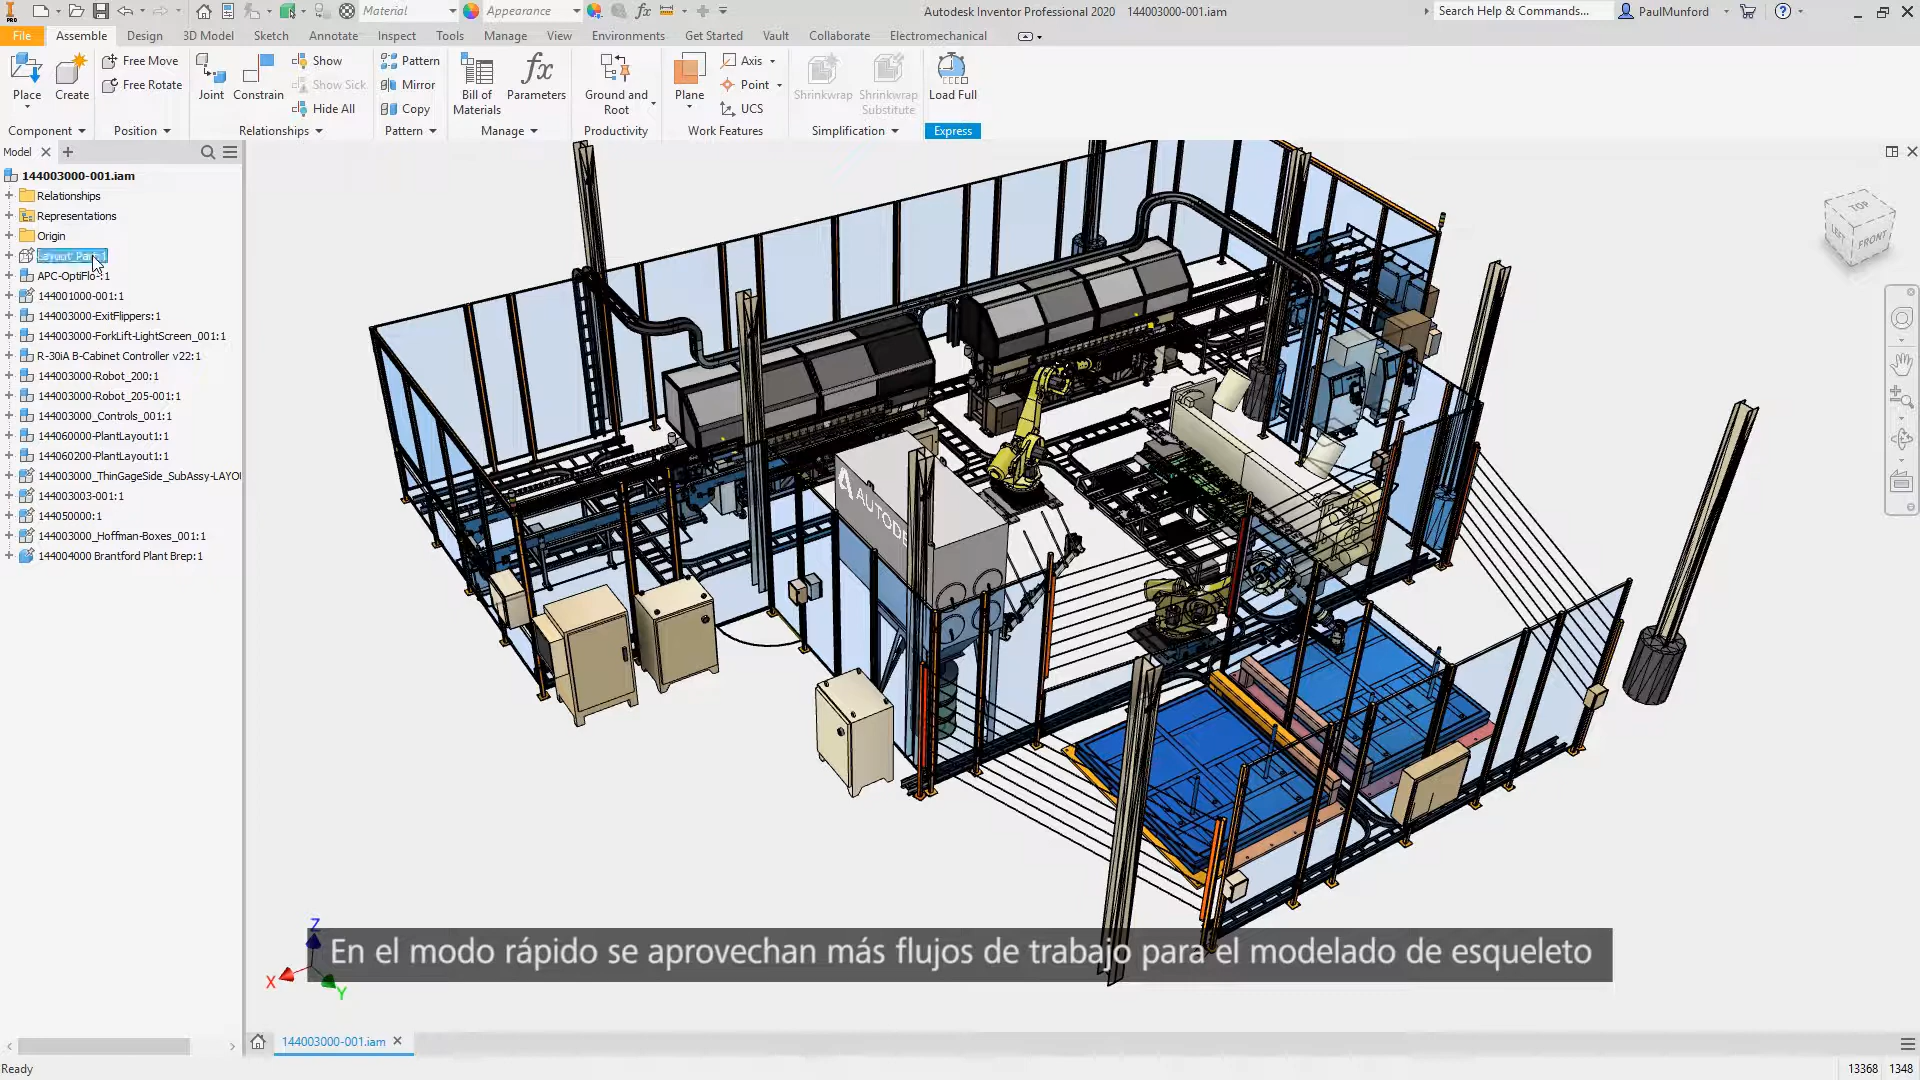 Material
Appearance
Autodesk Inventor Professional 2020 144003000-001.iam
Search Help & Commands...
PaulMunford
PRO
File
Assemble
Design
3D Model
Sketch
Annotate
Inspect
Tools
Manage
View
Environments
Get Started
Vault
Collaborate
Electromechanical
Place
Create
Free Move
Free Rotate
Joint
Constrain
Show
Show Sick
Hide All
Pattern
Mirror
Copy
Bill of
Materials
fx
Parameters
Ground and
Root
Plane
Axis
Point
UCS
Shrinkwrap
Shrinkwrap
Substitute
Load Full
Component
Position
Relationships
Pattern
Manage
Productivity
Work Features
Simplification
Express
Model
144003000-001.iam
Relationships
Representations
Origin
APC-OptiFlo-:1
144001000-001:1
144003000-ExitFlippers:1
144003000-ForkLift-LightScreen_001:1
R-30iA B-Cabinet Controller v22:1
144003000-Robot_200:1
144003000-Robot_205-001:1
144003000_Controls_001:1
144060000-PlantLayout1:1
144060200-PlantLayout1:1
144003000_ThinGageSide_SubAssy-LAYO
144003003-001:1
144050000:1
144003000_Hoffman-Boxes_001:1
144004000 Brantford Plant Brep:1
TOP
LEFT
FRONT
AUTODE
Z
X
Y
En el modo rápido se aprovechan más flujos de trabajo para el modelado de esqueleto
144003000-001.iam
Ready
13368 1348